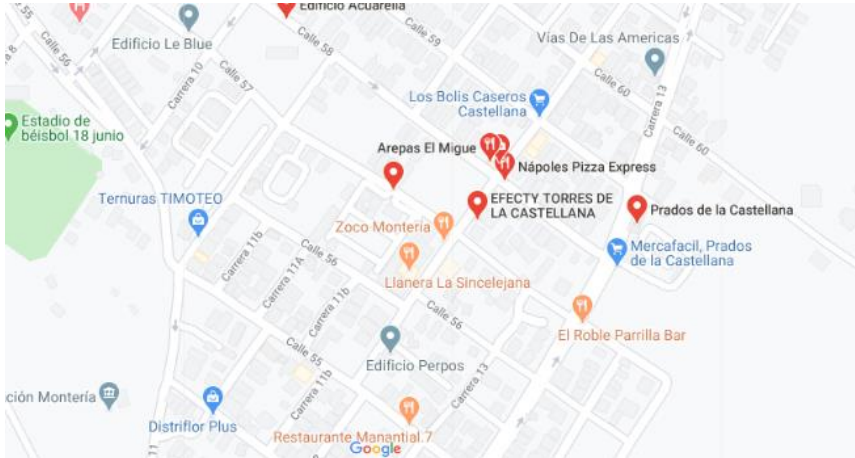 Edificio Acuarella
Calle 56
Edificio Le Blue
Calle 59
Vías De Las Americas
Calle 58
Carrera 10
Calle 57
Carrera 13
Calle 60
Los Bolis Caseros
Castellana
Estadio de
béisbol 18 junio
Arepas El Migue
Calle 60
Nápoles Pizza Express
Ternuras TIMOTEO
EFECTY TORRES DE
LA CASTELLANA
Prados de la Castellana
Zoco Monteria
Carrera 11b
Calle 56
Mercafacil, Prados
de la Castellana
Carrera 11A
Llanera La Sincelejana
Carrera 11b
Calle 56
El Roble Parrilla Bar
Calle 55
Edificio Perpos
Carrera 13
Carrera 11b
ción Montería
Distriflor Plus
Restaurante Manantial.7
Google
11